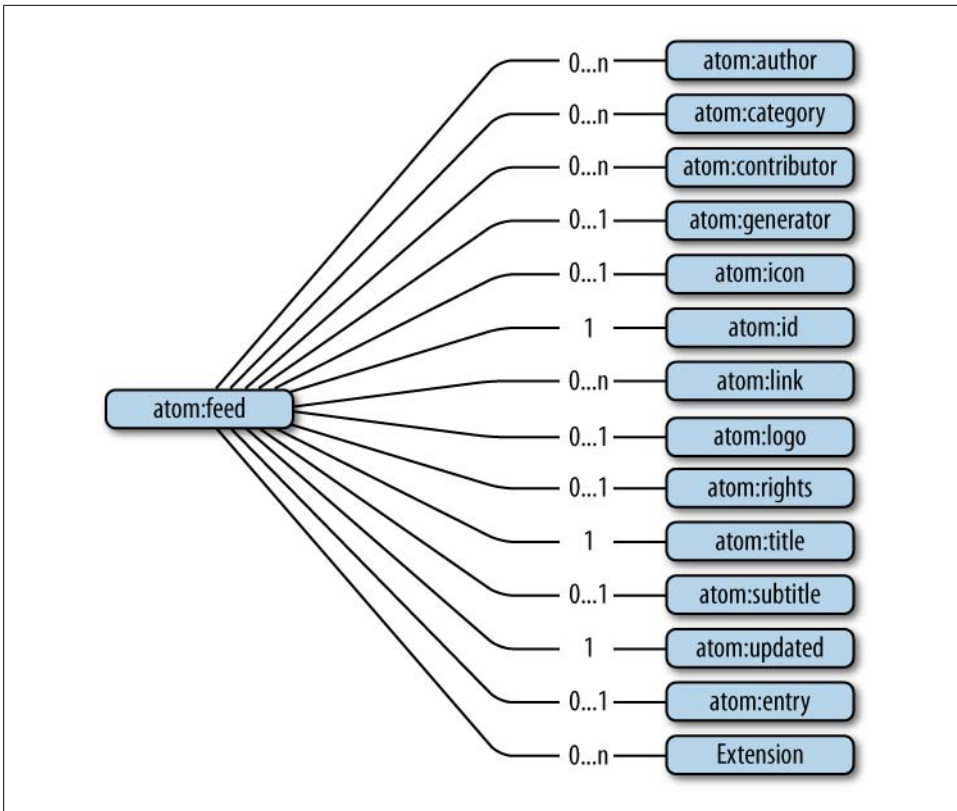 0...n atom:author
0...n atom:category
0...n atom:contributor
0...1 atom:generator
0...1 atom:icon
1 atom:id
0...n atom:link
atom:feed
0...1 atom:logo
0...1 atom:rights
1 atom:title
0...1 atom:subtitle
1 atom:updated
0...1 atom:entry
0...n Extension